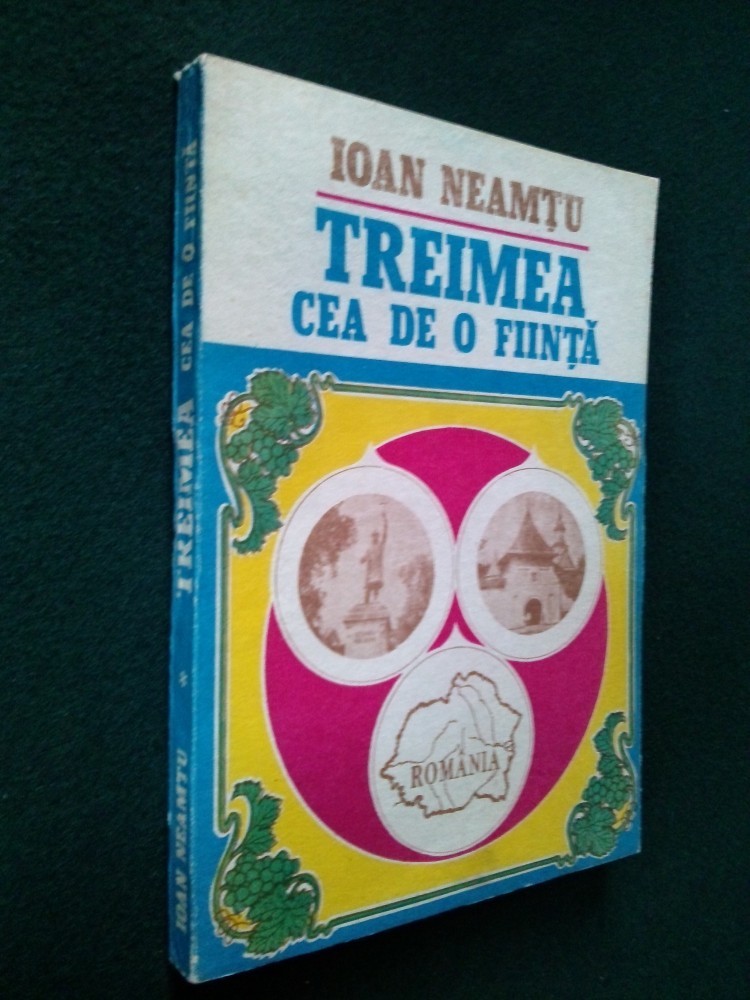 IOAN NEAMȚU
TREIMEA
CEA DE O FIINȚĂ
ROMÂNIA
IOAN NEAMȚU * TREIMEA CEA DE O FIINȚĂ